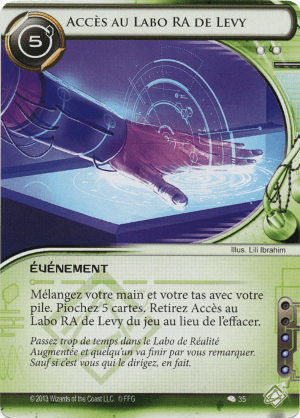 Accès au Labo RA de Levy
5
Illus. Lili Ibrahim
ÉVÉNEMENT
Mélangez votre main et votre tas avec votre
pile. Piochez 5 cartes. Retirez Accès au
Labo RA de Levy du jeu au lieu de l'effacer.
Passez trop de temps dans le Labo de Réalité
Augmentée et quelqu'un va finir par vous remarquer.
Sauf si c'est vous qui le dirigez, en fait.
© 2013 Wizards of the Coast LLC. © FFG
35